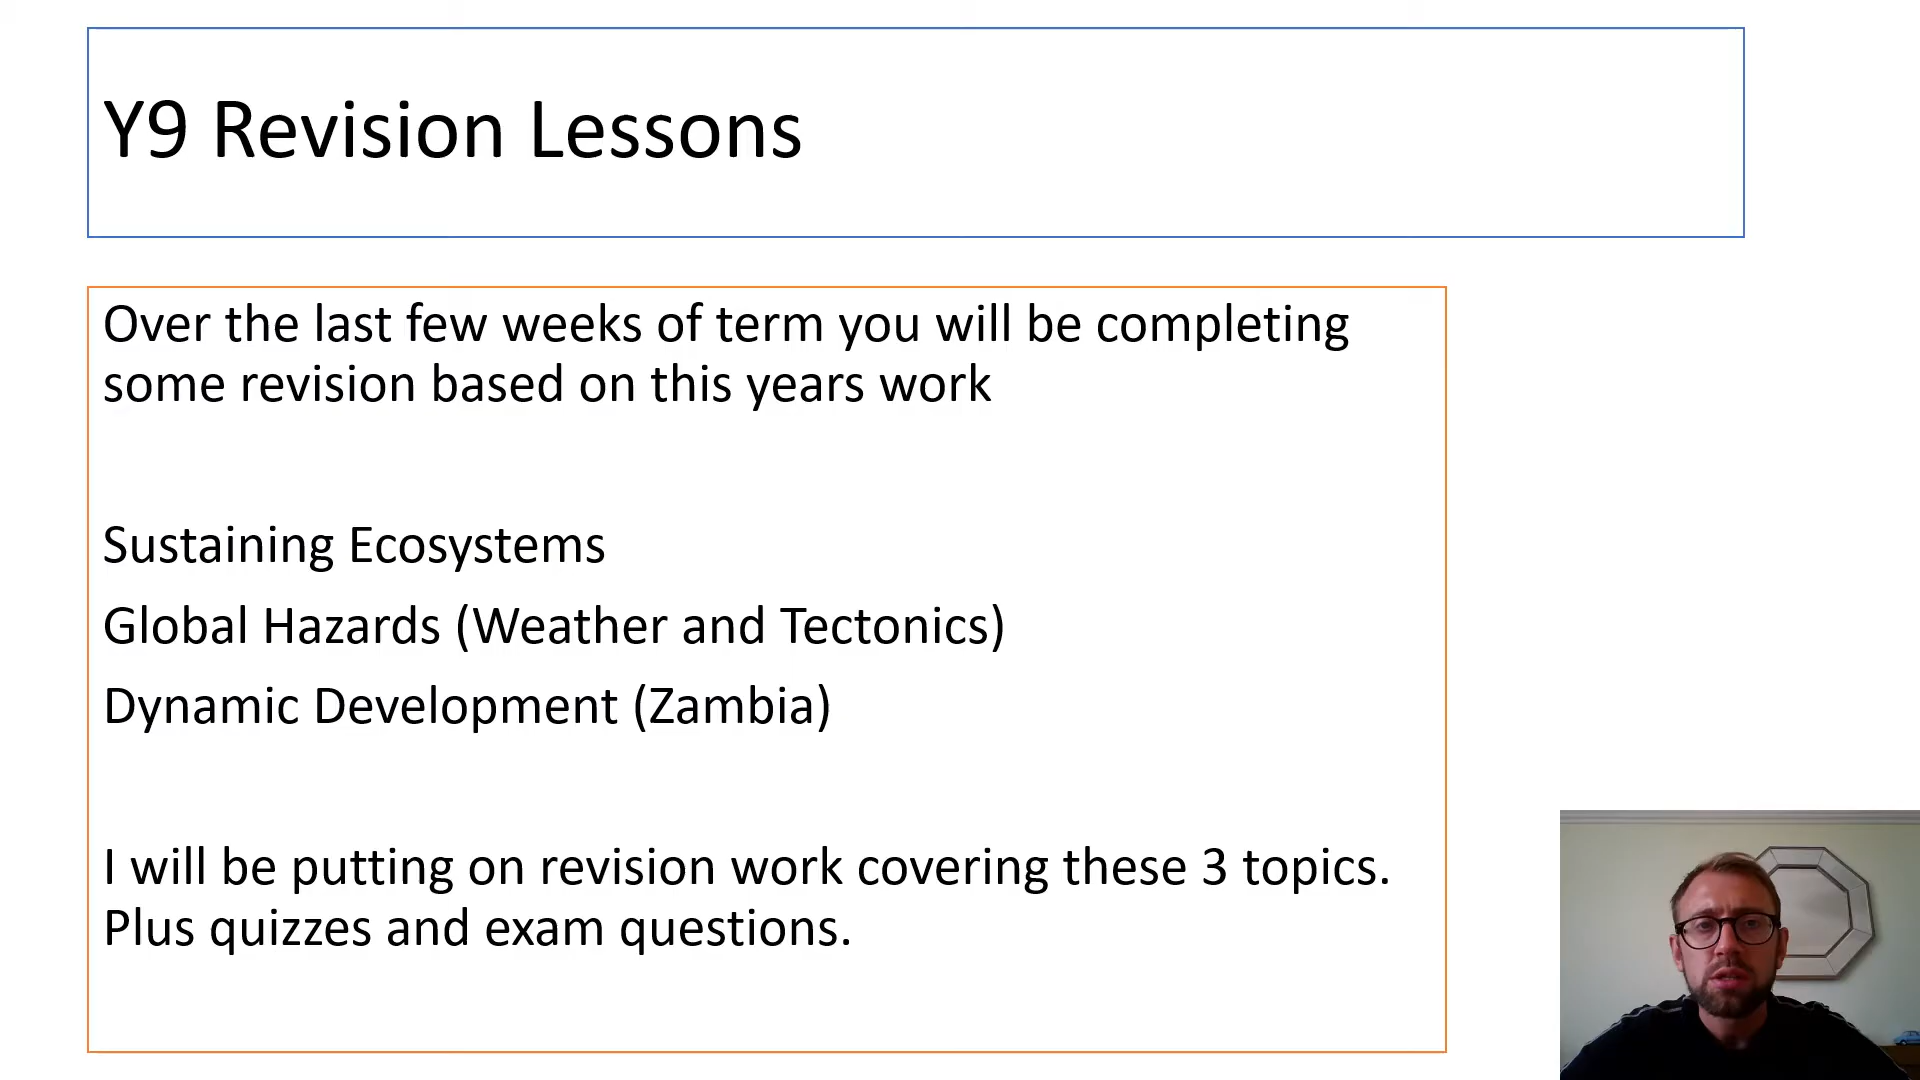 Y9 Revision Lessons
Over the last few weeks of term you will be completing
some revision based on this years work
Sustaining Ecosystems
Global Hazards (Weather and Tectonics)
Dynamic Development (Zambia)
I will be putting on revision work covering these 3 topics.
Plus quizzes and exam questions.